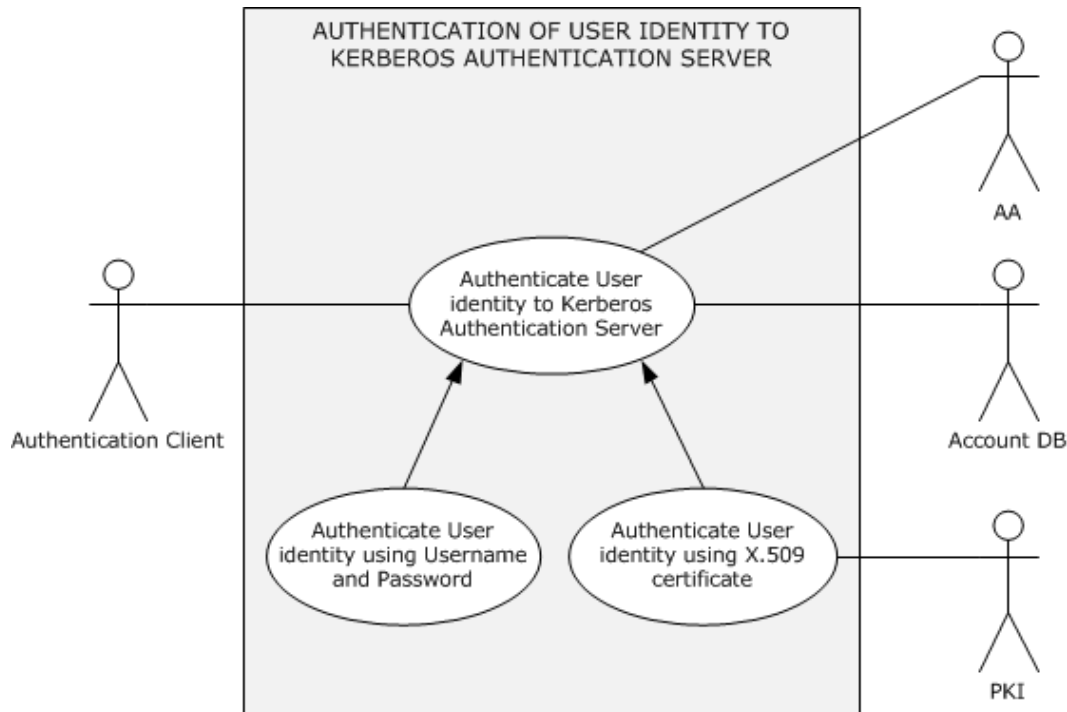 AUTHENTICATION OF USER IDENTITY TO
KERBEROS AUTHENTICATION SERVER
AA
Authenticate User
identity to Kerberos
Authentication Server
Authentication Client
Account DB
Authenticate User
identity using Username
and Password
Authenticate User
identity using X.509
certificate
PKI